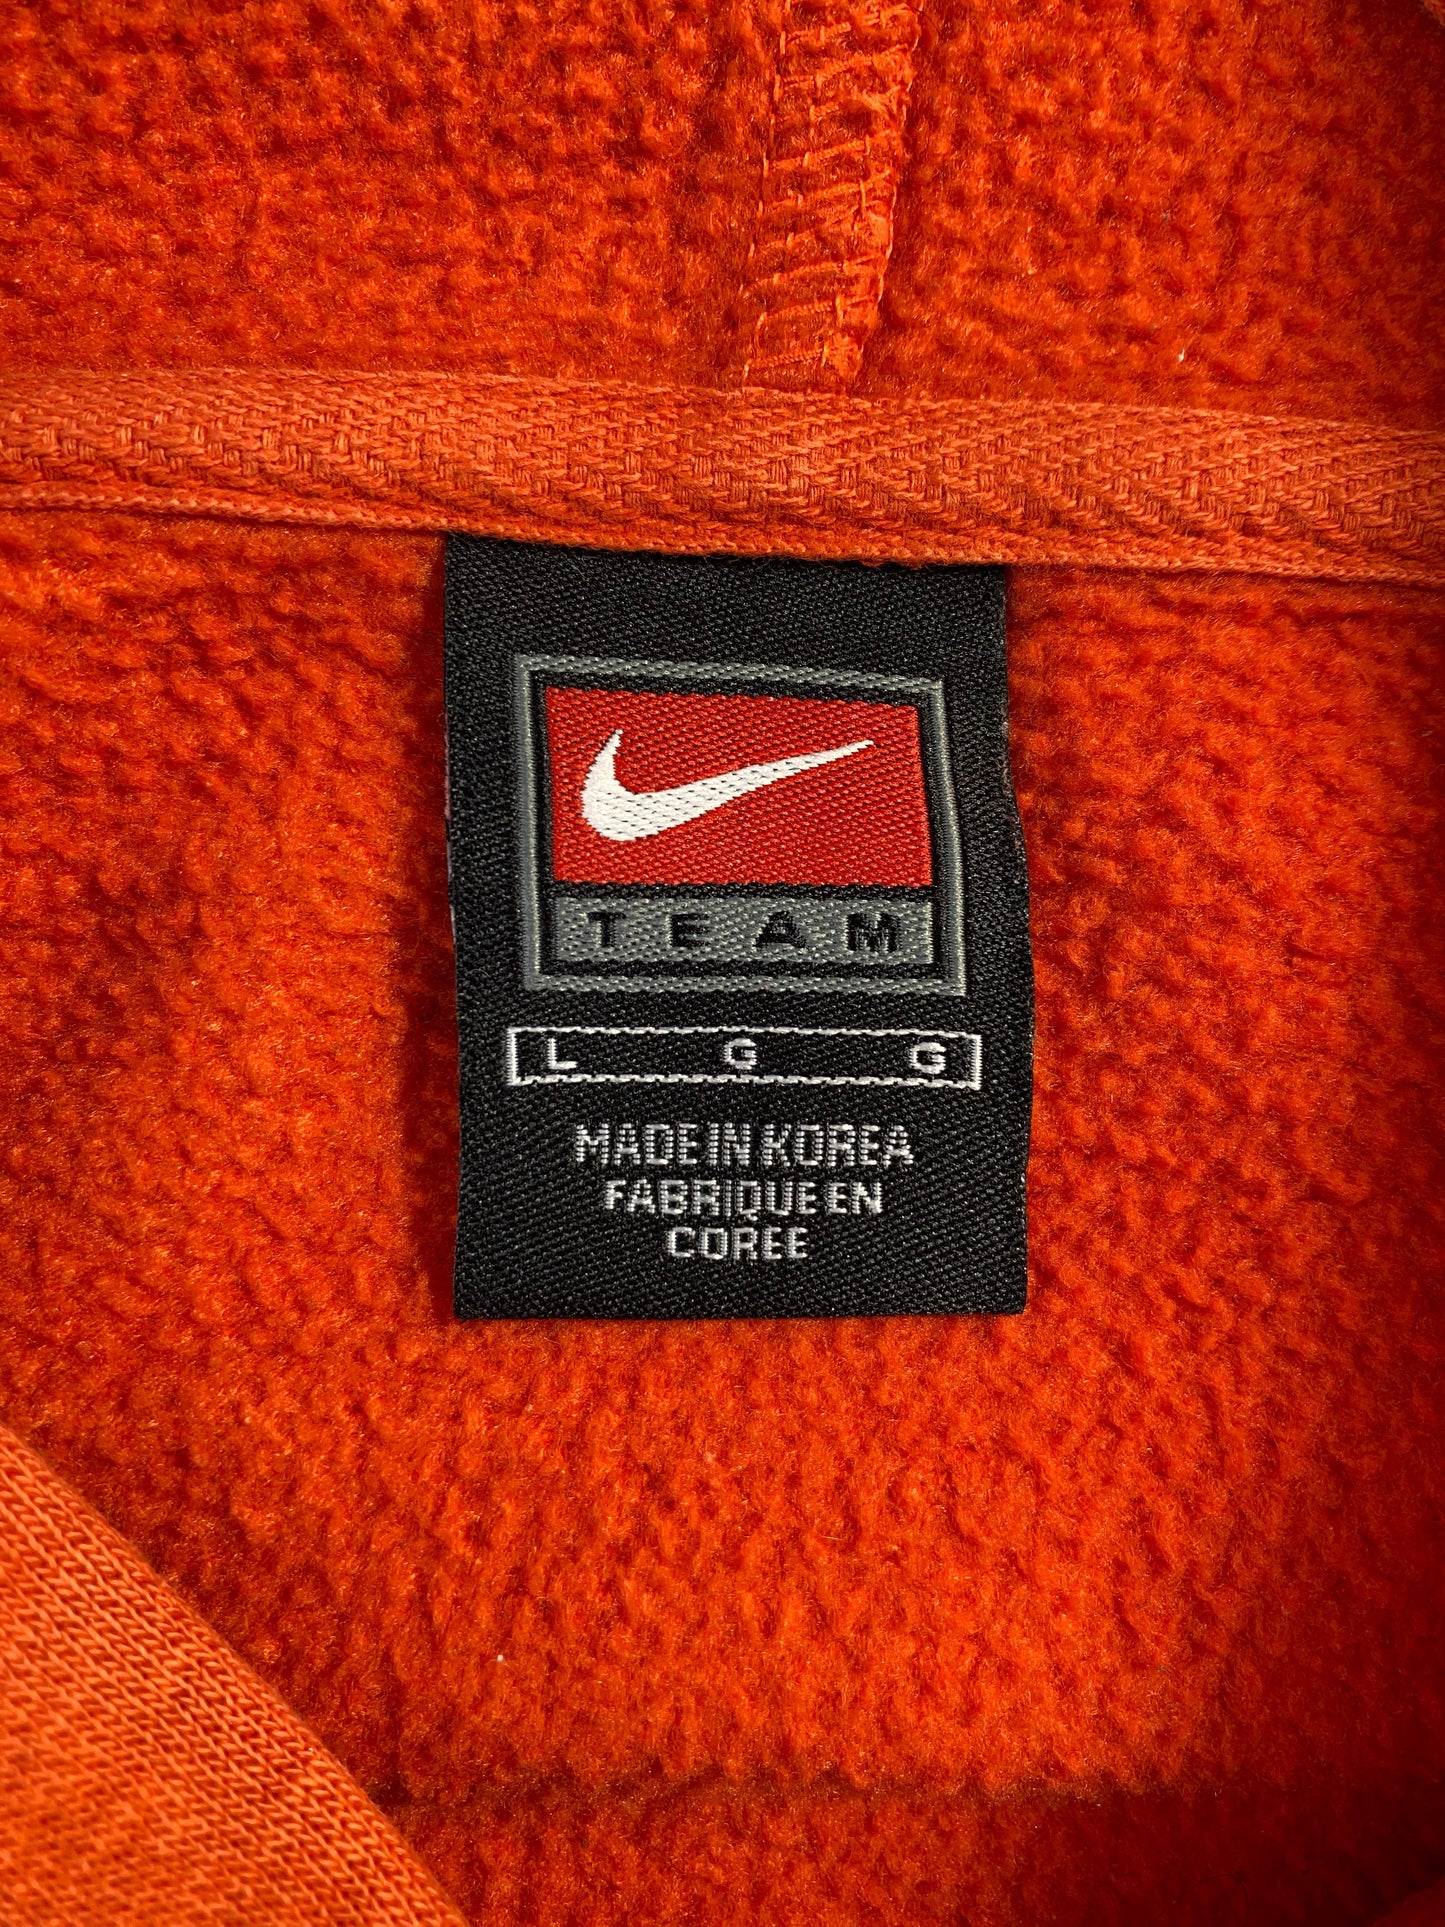 TEAM
L G G
MADE IN KOREA
FABRIQUE EN
COREE